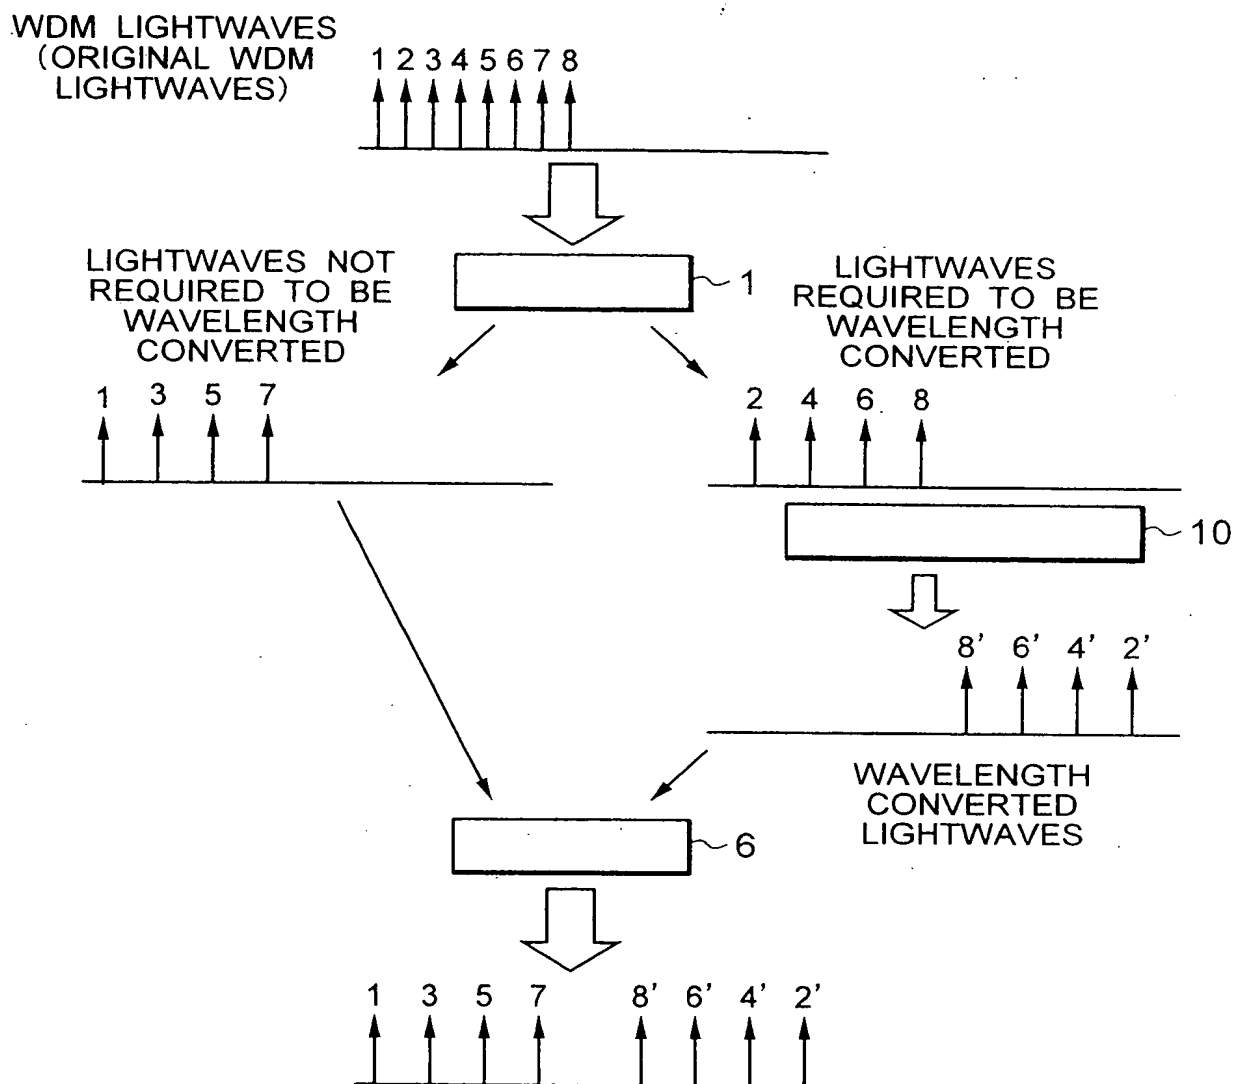 WDM LIGHTWAVES
(ORIGINAL WDM
LIGHTWAVES)
1 2 3 4 5 6 7 8
LIGHTWAVES NOT
REQUIRED TO BE
WAVELENGTH
CONVERTED
1
LIGHTWAVES
REQUIRED TO BE
WAVELENGTH
CONVERTED
1 3 5 7
2 4 6 8
10
8' 6' 4' 2'
WAVELENGTH
CONVERTED
LIGHTWAVES
6
1 3 5 7 8' 6' 4' 2'